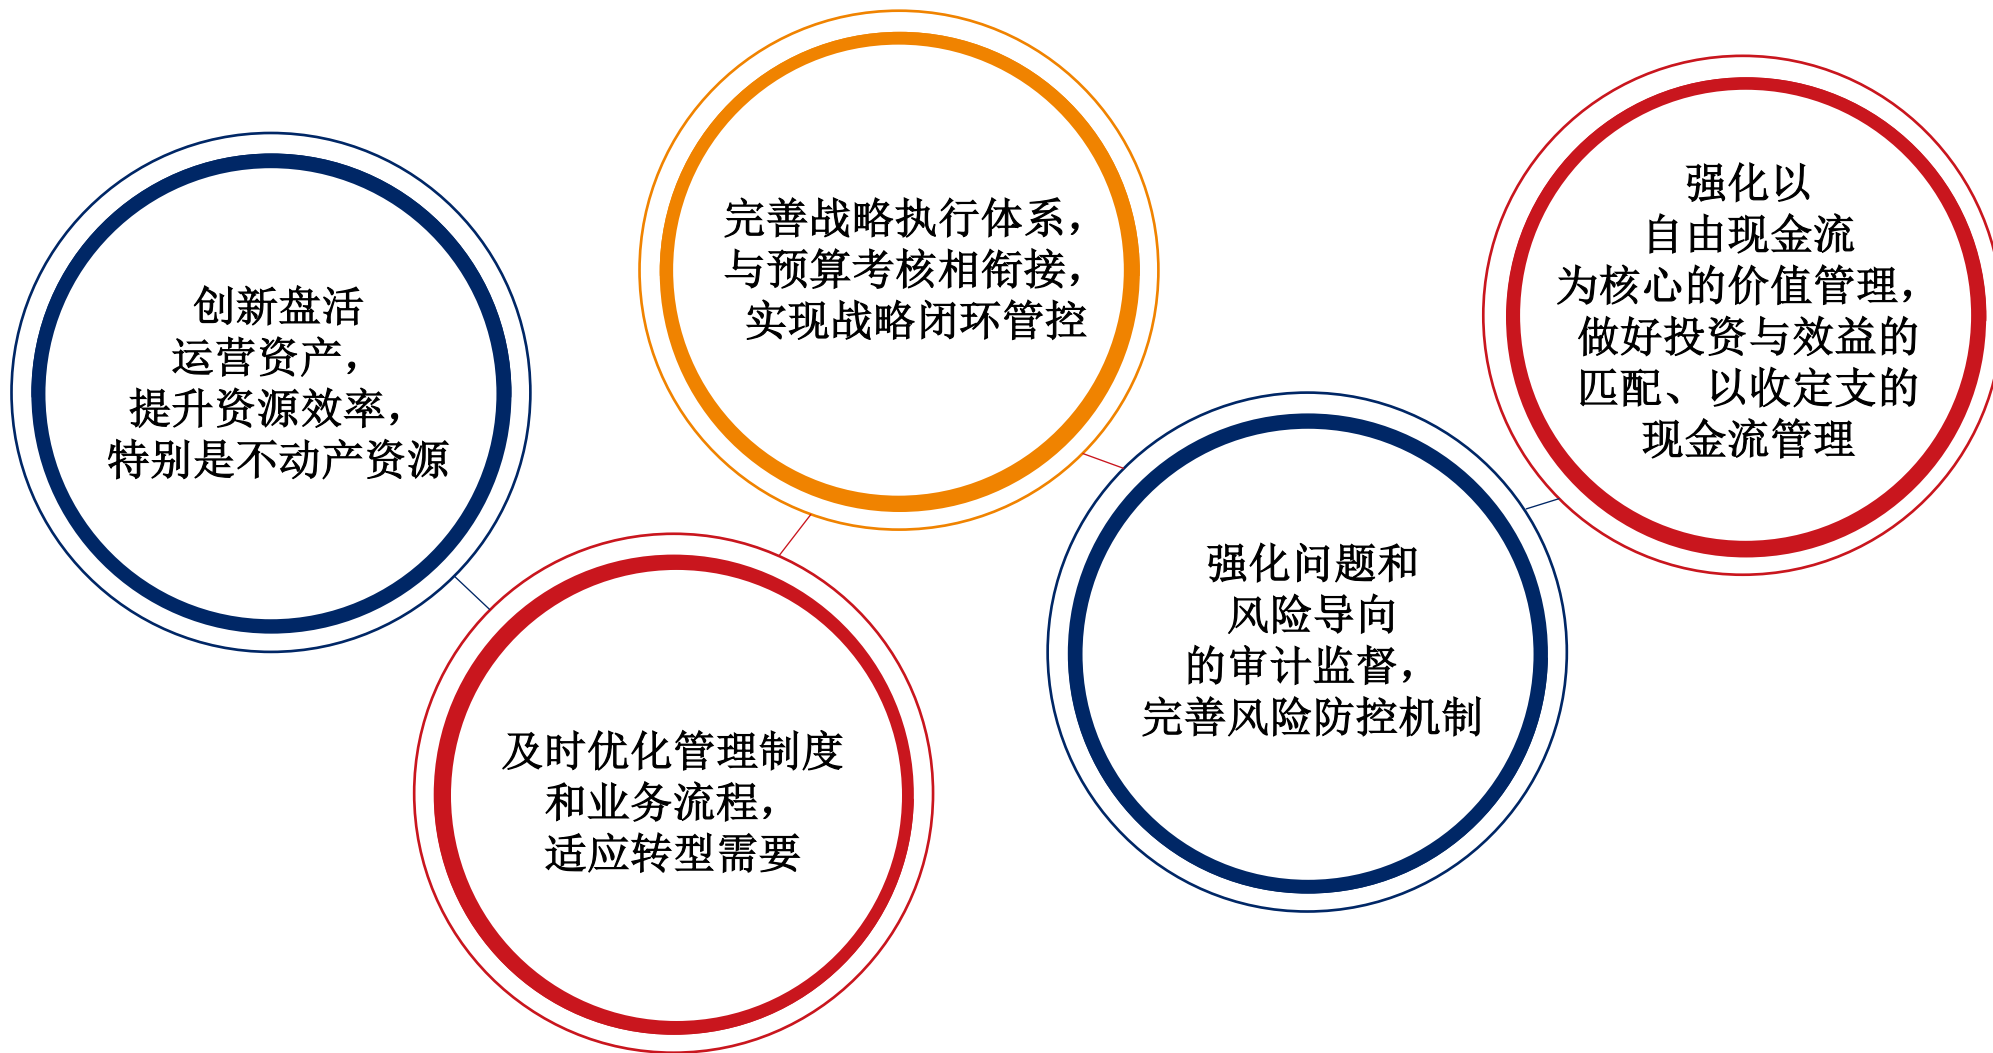 创新盘活
运营资产，
提升资源效率，
特别是不动产资源
及时优化管理制度
和业务流程，
适应转型需要
完善战略执行体系，
与预算考核相衔接，
实现战略闭环管控
强化问题和
风险导向
的审计监督，
完善风险防控机制
强化以
自由现金流
为核心的价值管理，
做好投资与效益的
匹配、以收定支的
现金流管理